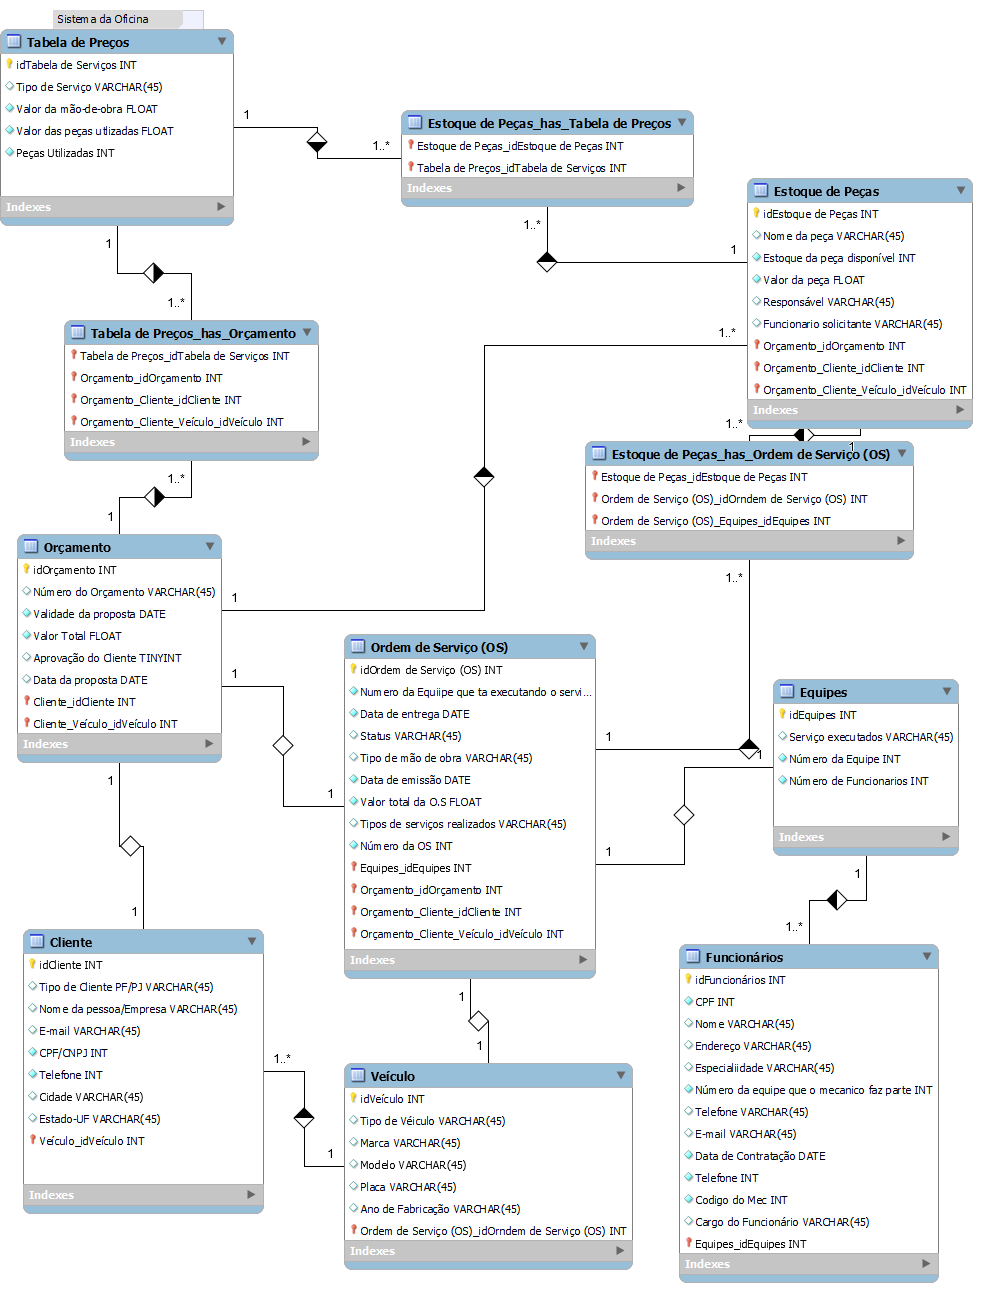 Sistema da Oficina
Tabela de Preços
idTabela de Serviços INT
Tipo de Serviço VARCHAR(45)
Valor da mão-de-obra FLOAT
Valor das peças utlizadas FLOAT
Peças Utilizadas INT
Indexes
1
1..*
Estoque de Peças_has_Tabela de Preços
Estoque de Peças_idEstoque de Peças INT
Tabela de Preços_idTabela de Serviços INT
Indexes
1..*
1
Estoque de Peças
idEstoque de Peças INT
Nome da peça VARCHAR(45)
Estoque da peça disponível INT
Valor da peça FLOAT
Responsável VARCHAR(45)
Funcionario solicitante VARCHAR(45)
Orçamento_idOrçamento INT
Orçamento_Cliente_idCliente INT
Orçamento_Cliente_Veículo_idVeículo INT
Indexes
1
1..*
Tabela de Preços_has_Orçamento
Tabela de Preços_idTabela de Serviços INT
Orçamento_idOrçamento INT
Orçamento_Cliente_idCliente INT
Orçamento_Cliente_Veículo_idVeículo INT
Indexes
1..*
1
1..*
1..*
1
Estoque de Peças_has_Ordem de Serviço (OS)
Estoque de Peças_idEstoque de Peças INT
Ordem de Serviço (OS)_idOrndem de Serviço (OS) INT
Ordem de Serviço (OS)_Equipes_idEquipes INT
Indexes
1..*
Orçamento
idOrçamento INT
Número do Orçamento VARCHAR(45)
Validade da proposta DATE
Valor Total FLOAT
Aprovação do Cliente TINYINT
Data da proposta DATE
Cliente_idCliente INT
Cliente_Veículo_idVeículo INT
Indexes
1
1
1
Ordem de Serviço (OS)
idOrdem de Serviço (OS) INT
Numero da Equiipe que ta executando o servi...
Data de entrega DATE
Status VARCHAR(45)
Tipo de mão de obra VARCHAR(45)
Data de emissão DATE
Valor total da O.S FLOAT
Tipos de serviços realizados VARCHAR(45)
Número da OS INT
Equipes_idEquipes INT
Orçamento_idOrçamento INT
Orçamento_Cliente_idCliente INT
Orçamento_Cliente_Veículo_idVeículo INT
Indexes
1
1
1
Equipes
idEquipes INT
Serviço executados VARCHAR(45)
Número da Equipe INT
Número de Funcionarios INT
Indexes
1
1..*
1
1
Cliente
idCliente INT
Tipo de Cliente PF/PJ VARCHAR(45)
Nome da pessoa/Empresa VARCHAR(45)
E-mail VARCHAR(45)
CPF/CNPJ INT
Telefone INT
Cidade VARCHAR(45)
Estado-UF VARCHAR(45)
Veículo_idVeículo INT
Indexes
1..*
1
1
1
Veículo
idVeículo INT
Tipo de Véiculo VARCHAR(45)
Marca VARCHAR(45)
Modelo VARCHAR(45)
Placa VARCHAR(45)
Ano de Fabricação VARCHAR(45)
Ordem de Serviço (OS)_idOrndem de Serviço (OS) INT
Indexes
Funcionários
idFuncionários INT
CPF INT
Nome VARCHAR(45)
Endereço VARCHAR(45)
Especialiidade VARCHAR(45)
Número da equipe que o mecanico faz parte INT
Telefone VARCHAR(45)
E-mail VARCHAR(45)
Data de Contratação DATE
Telefone INT
Codigo do Mec INT
Cargo do Funcionário VARCHAR(45)
Equipes_idEquipes INT
Indexes